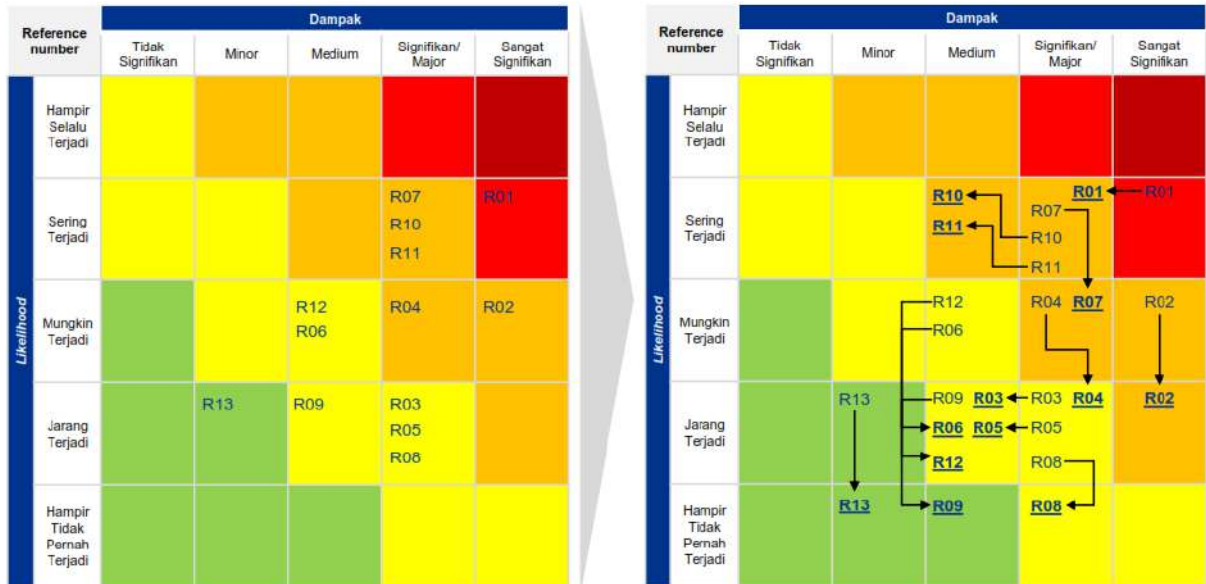 Reference
number
Dampak
Tidak
Signifikan
Minor
Medium
Signifikan/
Major
Sangat
Signifikan
Likelihood
Hampir
Selalu
Terjadi
Sering
Terjadi
R07
R01
R10
R11
Mungkin
Terjadi
R12
R04
R02
R06
Jarang
Terjadi
R13
R09
R03
R05
R08
Hampir
Tidak
Pernah
Terjadi
Reference
number
Dampak
Tidak
Signifikan
Minor
Medium
Signifikan/
Major
Sangat
Signifikan
Likelihood
Hampir
Selalu
Terjadi
Sering
Terjadi
R10
R01
R01
R07
R11
R10
R11
Mungkin
Terjadi
R12
R04
R07
R02
R06
Jarang
Terjadi
R13
R09
R03
R03
R04
R02
R06
R05
R05
R12
R08
Hampir
Tidak
Pernah
Terjadi
R13
R09
R08